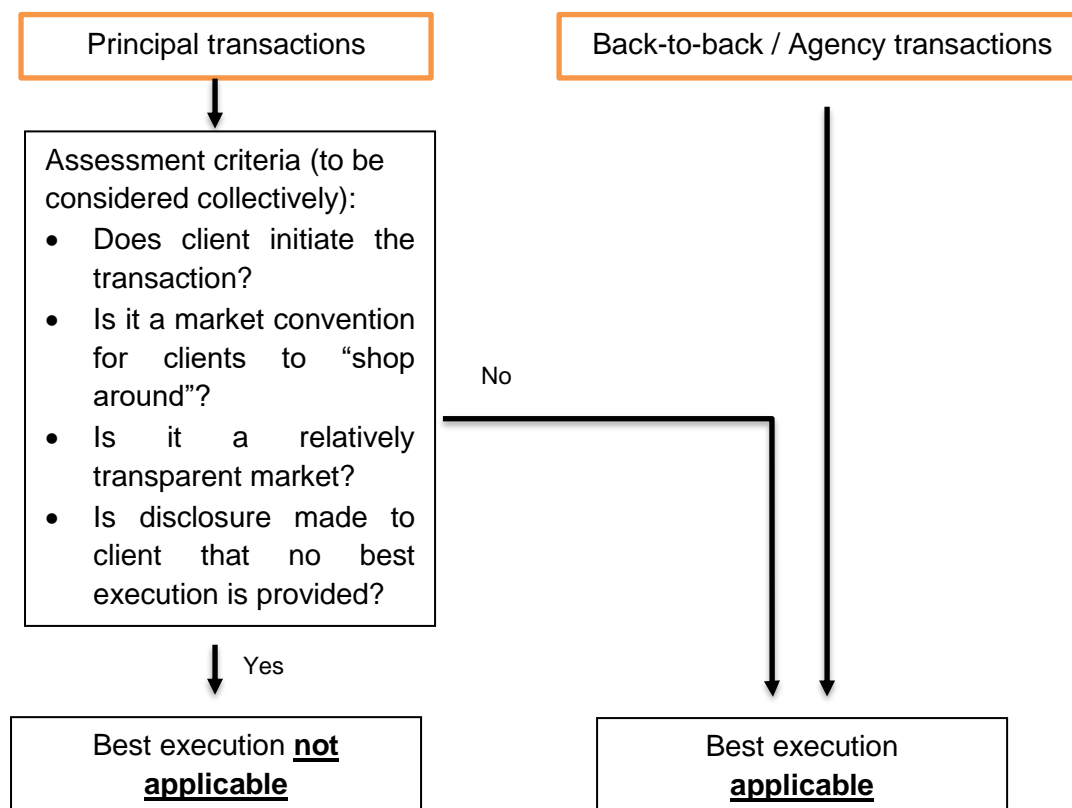 Principal transactions
Back-to-back / Agency transactions
Assessment criteria (to be
considered collectively):
• Does client initiate the
transaction?
• Is it a market convention
for clients to “shop
around”?
• Is it a relatively
transparent market?
• Is disclosure made to
client that no best
execution is provided?
No
Yes
Best execution not
applicable
Best execution
applicable